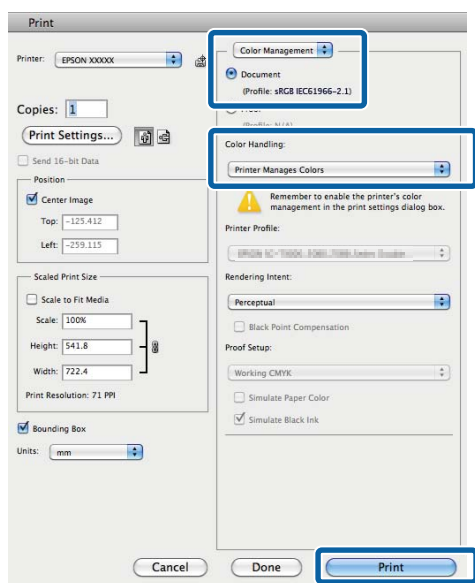 Print
Printer: EPSON XXXXX
Copies: 1
Print Settings...
Send 16-bit Data
Position
Center Image
Top: -125.412
Left: -259.115
Scaled Print Size
Scale to Fit Media
Scale: 100%
Height: 541.8
Width: 722.4
Print Resolution: 71 PPI
Bounding Box
Units: mm
Color Management
Document
(Profile: sRGB IEC61966-2.1)
Color Handling:
Printer Manages Colors
Remember to enable the printer's color
management in the print settings dialog box.
Printer Profile:
Rendering Intent:
Perceptual
Black Point Compensation
Proof Setup:
Working CMYK
Simulate Paper Color
Simulate Black Ink
Cancel
Done
Print